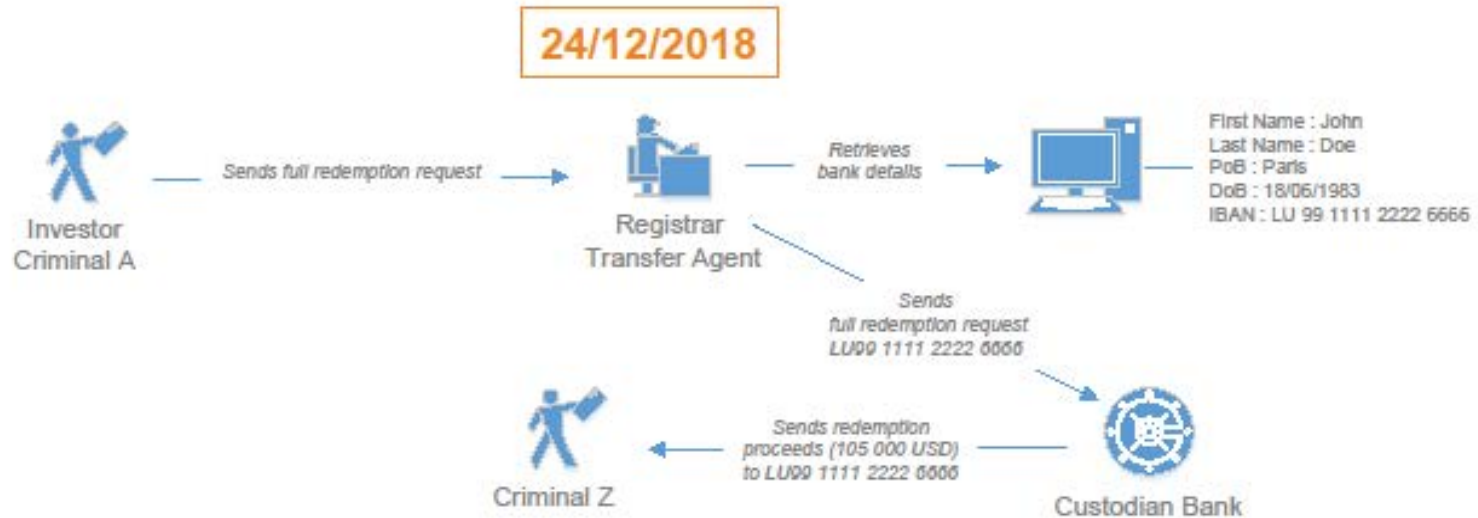 24/12/2018
Investor
Criminal A
Sends full redemption request
Registrar
Transfer Agent
Retrieves
bank details
First Name : John
Last Name : Doe
PoB : Paris
DoB : 18/06/1983
IBAN : LU 99 1111 2222 6666
Sends
full redemption request
LU99 1111 2222 6666
Criminal Z
Sends redemption
proceeds (105 000 USD)
to LU99 1111 2222 6666
Custodian Bank